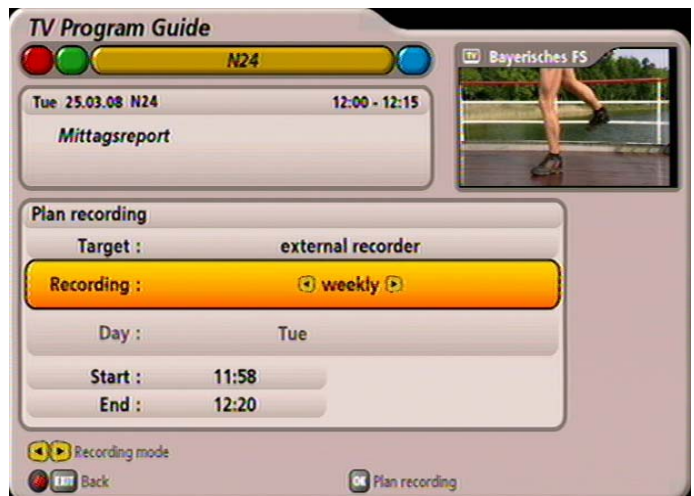 TV Program Guide
N24
TV Bayerisches FS
Tue 25.03.08 N24 12:00 - 12:15
Mittagsreport
Plan recording
Target : external recorder
Recording : weekly
Day : Tue
Start : 11:58
End : 12:20
Recording mode
EXIT Back OK Plan recording